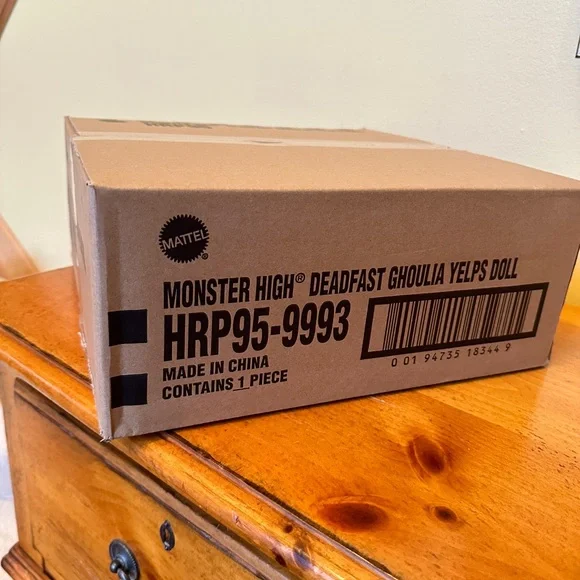 MATTEL®
MONSTER HIGH® DEADFAST GHOULIA YELPS DOLL
HRP95-9993
MADE IN CHINA
CONTAINS 1 PIECE
0 01 94735 18344 9